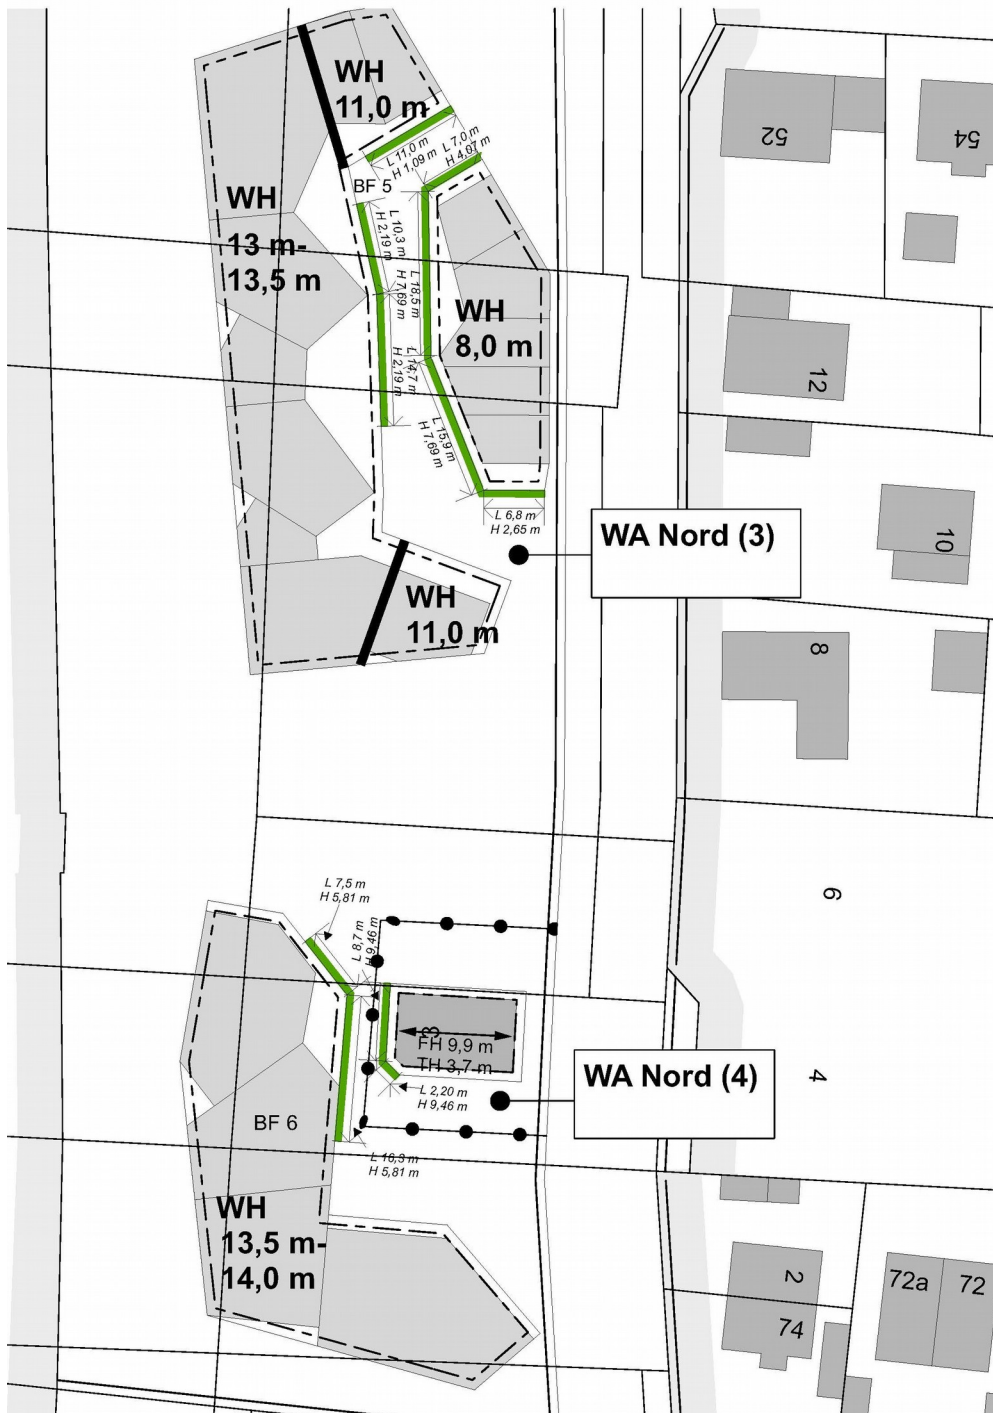 WH
11,0 m
52
54
L 11,0 m
H 1,09 m
L 7,0 m
H 4,07 m
BF 5
WH
13 m-
13,5 m
L 10,3 m
H 2,19 m
L 18,5 m
H 7,69 m
WH
8,0 m
L 14,7 m
H 2,19 m
12
L 15,9 m
H 7,69 m
L 6,8 m
H 2,65 m
WA Nord (3)
10
WH
11,0 m
8
L 7,5 m
H 5,81 m
6
L 8,7 m
H 9,46 m
3
FH 9,9 m
TH 3,7 m
WA Nord (4)
4
L 2,20 m
H 9,46 m
BF 6
L 16,3 m
H 5,81 m
WH
13,5 m-
14,0 m
2
72a
72
74